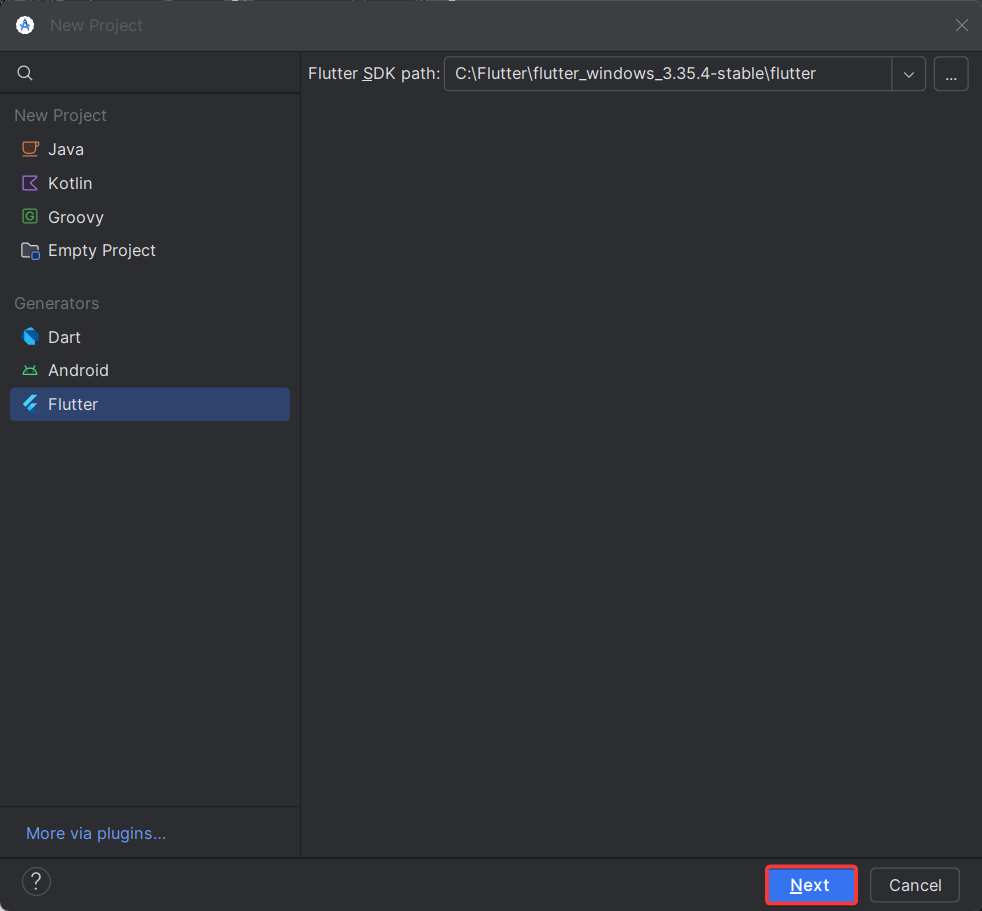 New Project
Flutter SDK path: C:\Flutter\flutter_windows_3.35.4-stable\flutter ...
New Project
Java
Kotlin
G Groovy
Empty Project
Generators
Dart
Android
Flutter
More via plugins...
? Next Cancel